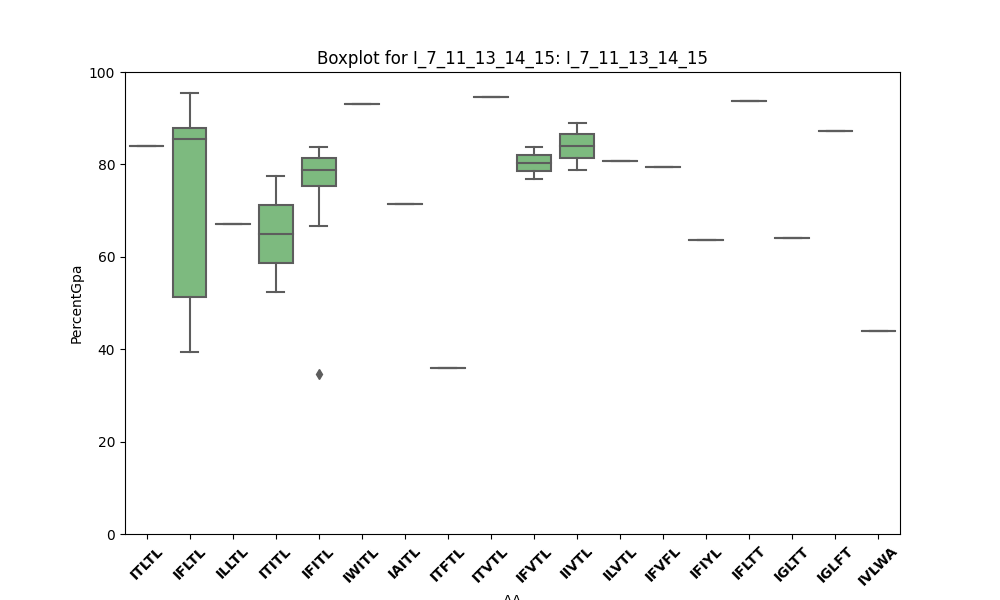 Boxplot for I_7_11_13_14_15: I_7_11_13_14_15
PercentGpa
100
80
60
40
20
0
ITLTL
IFLTL
ILLTL
ITITL
IFITL
IWITL
IAITL
ITFTL
ITVTL
IFVTL
IIVTL
ILVTL
IFVFL
IFIYL
IFLTT
IGLTT
IGLFT
IVLWA
AA